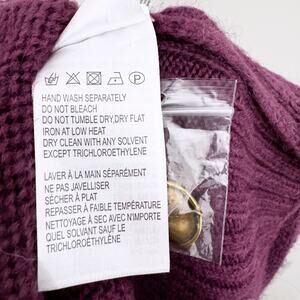 HAND WASH SEPARATELY
DO NOT BLEACH
DO NOT TUMBLE DRY,DRY FLAT
IRON AT LOW HEAT
DRY CLEAN WITH ANY SOLVENT
EXCEPT TRICHLOROETHYLENE
LAVER À LA MAIN SÉPARÉMENT
NE PAS JAVELLISER
SÉCHER À PLAT
REPASSER À FAIBLE TEMPÉRATURE
NETTOYAGE À SEC AVEC N'IMPORTE
QUEL SOLVANT SAUF LE
TRICHLOROÉTHYLÈNE